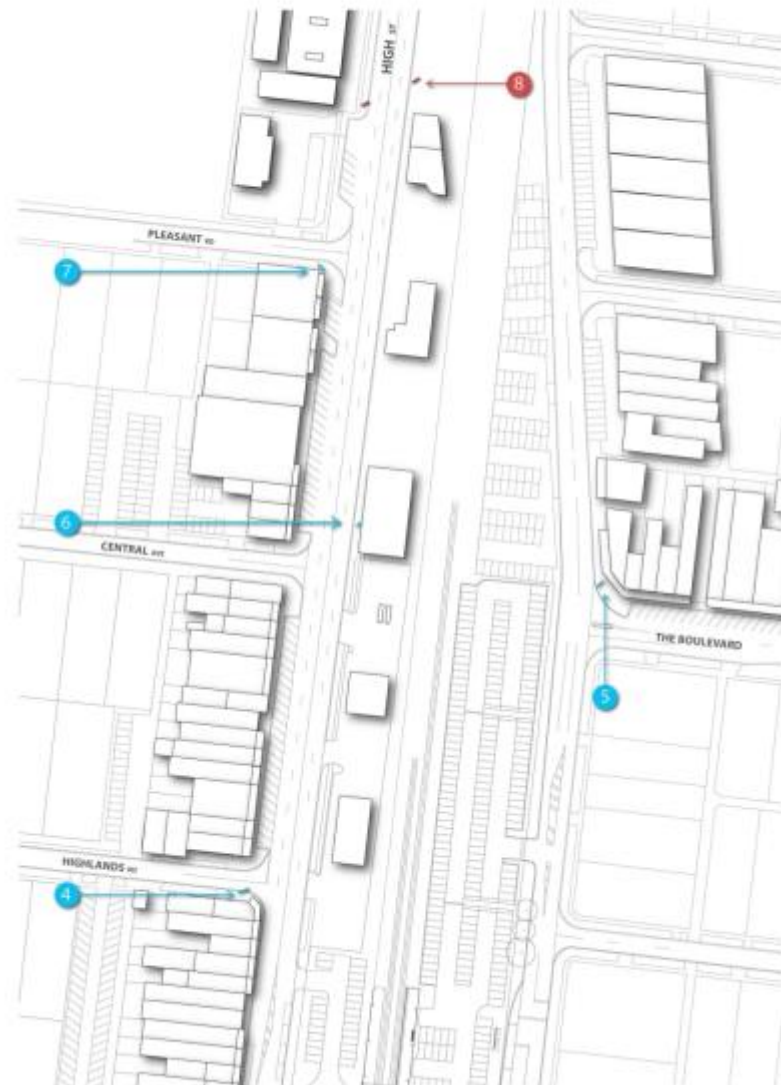 HIGH ST
8
PLEASANT RD
7
6
CENTRAL AVE
THE BOULEVARD
5
HIGHLANDS RD
4